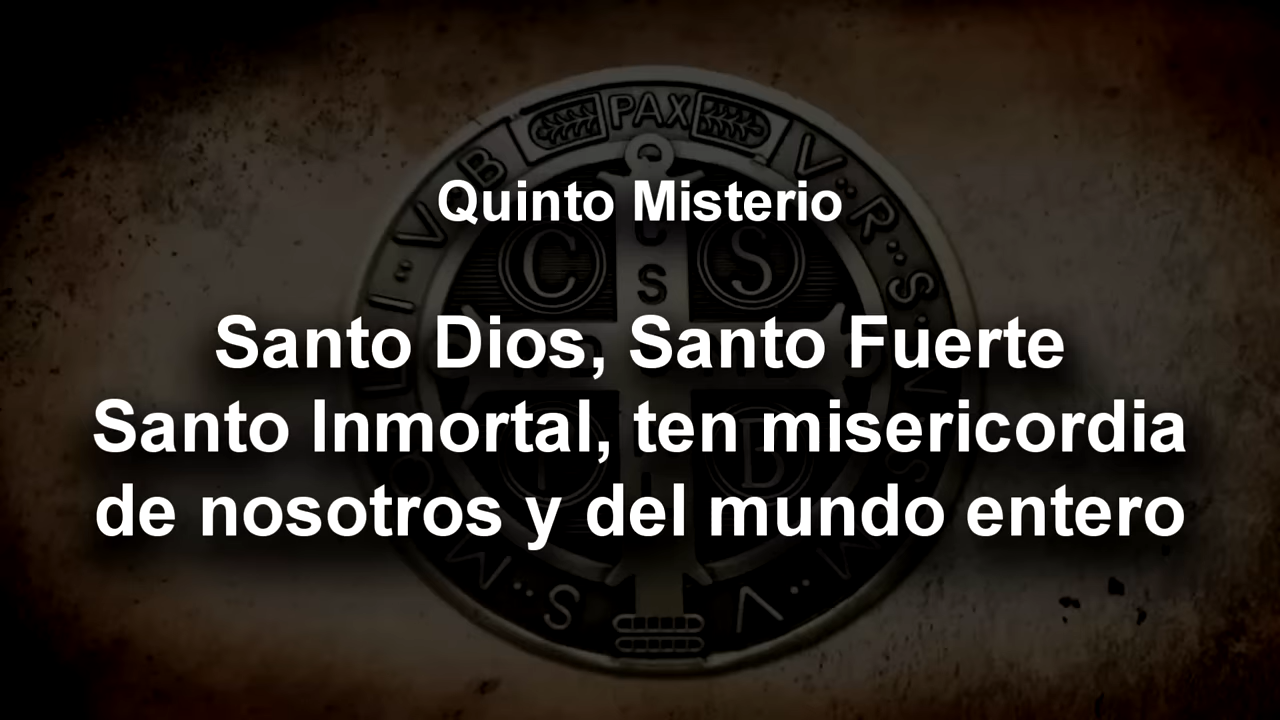 PAX
Quinto Misterio
C S
S
S
Santo Dios, Santo Fuerte
Santo Inmortal, ten misericordia
de nosotros y del mundo entero